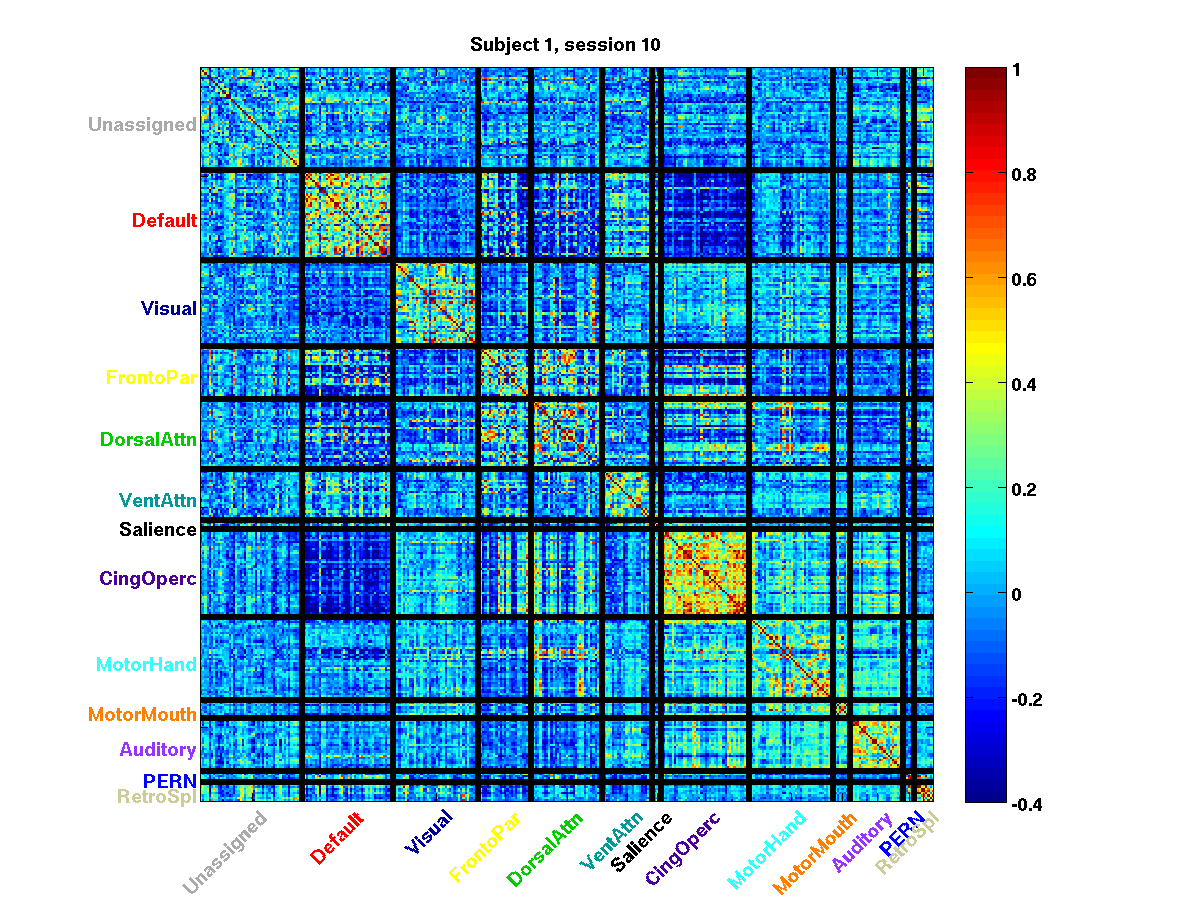 Subject 1, session 10
Unassigned
Default
Visual
FrontoPar
DorsalAttn
VentAttn
Salience
CingOperc
MotorHand
MotorMouth
Auditory
PERN
RetroSpl
Unassigned
Default
Visual
FrontoPar
DorsalAttn
VentAttn
Salience
CingOperc
MotorHand
MotorMouth
Auditory
PERN
RetroSpl
1
0.8
0.6
0.4
0.2
0
-0.2
-0.4